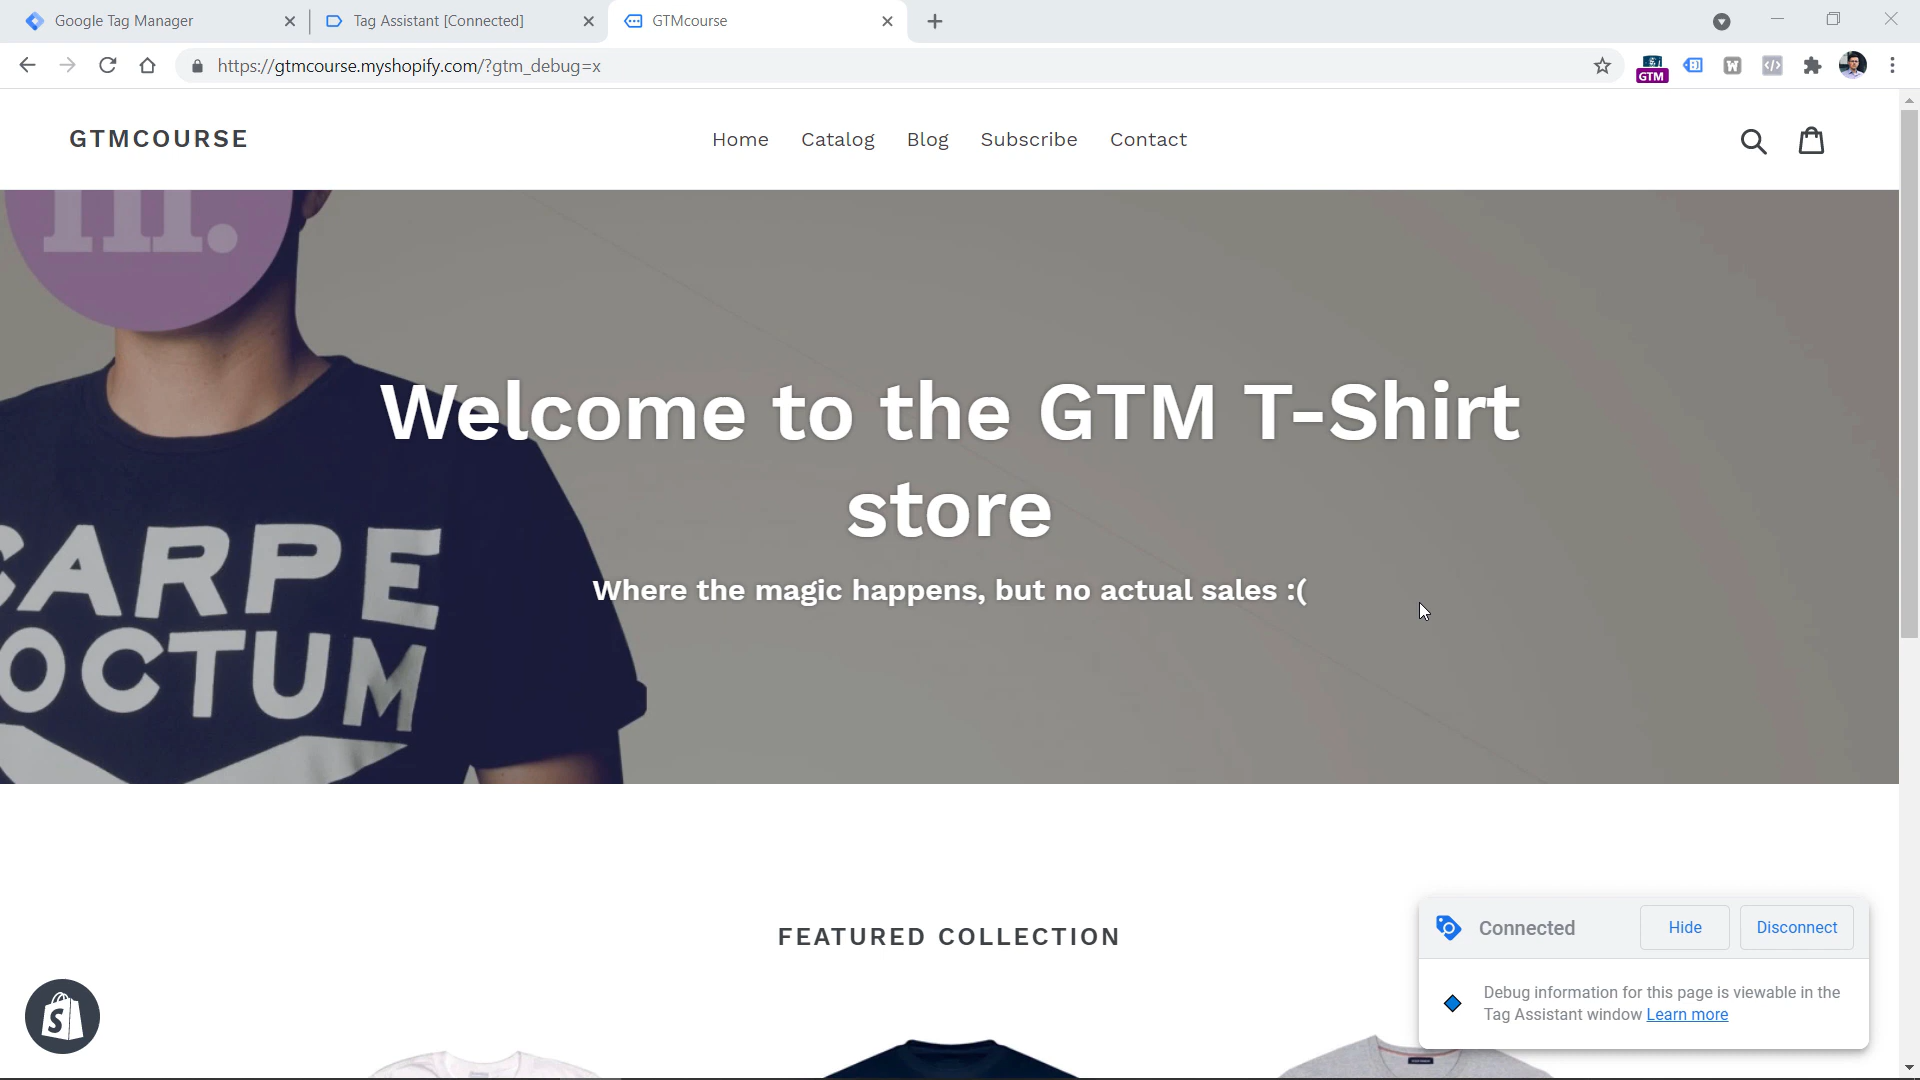 Google Tag Manager
Tag Assistant [Connected]
GTMcourse
https://gtmcourse.myshopify.com/?gtm_debug=x
GTM
W
GTMCOURSE
Home Catalog Blog Subscribe Contact
m.
Welcome to the GTM T-Shirt
store
Where the magic happens, but no actual sales :(
CARPE
OCTUM
FEATURED COLLECTION
Connected
Hide
Disconnect
Debug information for this page is viewable in the
Tag Assistant window Learn more
S